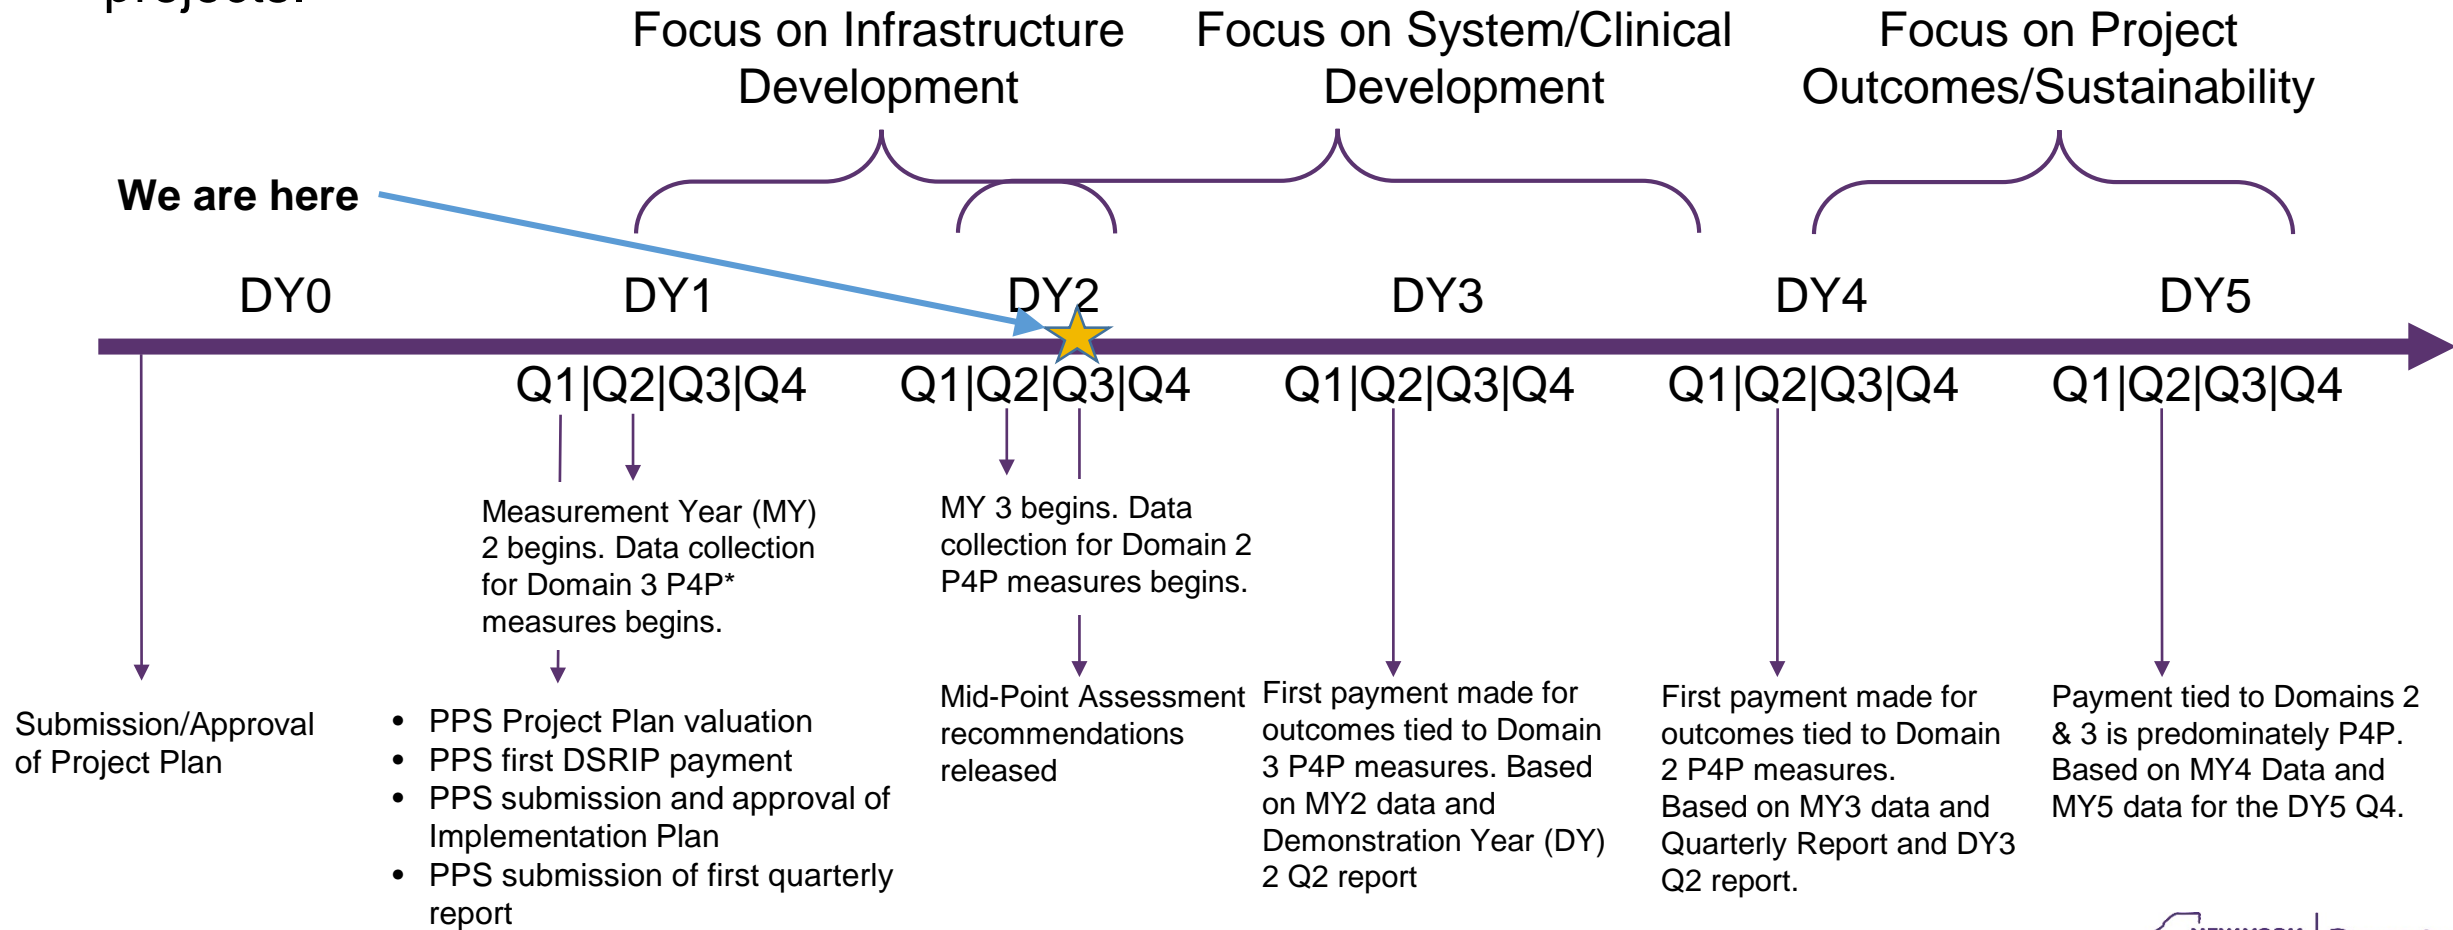 projects.
Focus on Infrastructure
Development
Focus on System/Clinical
Development
Focus on Project
Outcomes/Sustainability
We are here
DY0
DY1
DY2
DY3
DY4
DY5
Q1|Q2|Q3|Q4
Q1|Q2|Q3|Q4
Q1|Q2|Q3|Q4
Q1|Q2|Q3|Q4
Q1|Q2|Q3|Q4
Measurement Year (MY)
2 begins. Data collection
for Domain 3 P4P*
measures begins.
MY 3 begins. Data
collection for Domain 2
P4P measures begins.
Submission/Approval
of Project Plan
• PPS Project Plan valuation
• PPS first DSRIP payment
• PPS submission and approval of
Implementation Plan
• PPS submission of first quarterly
report
Mid-Point Assessment
recommendations
released
First payment made for
outcomes tied to Domain
3 P4P measures. Based
on MY2 data and
Demonstration Year (DY)
2 Q2 report
First payment made for
outcomes tied to Domain
2 P4P measures.
Based on MY3 data and
Quarterly Report and DY3
Q2 report.
Payment tied to Domains 2
& 3 is predominately P4P.
Based on MY4 Data and
MY5 data for the DY5 Q4.